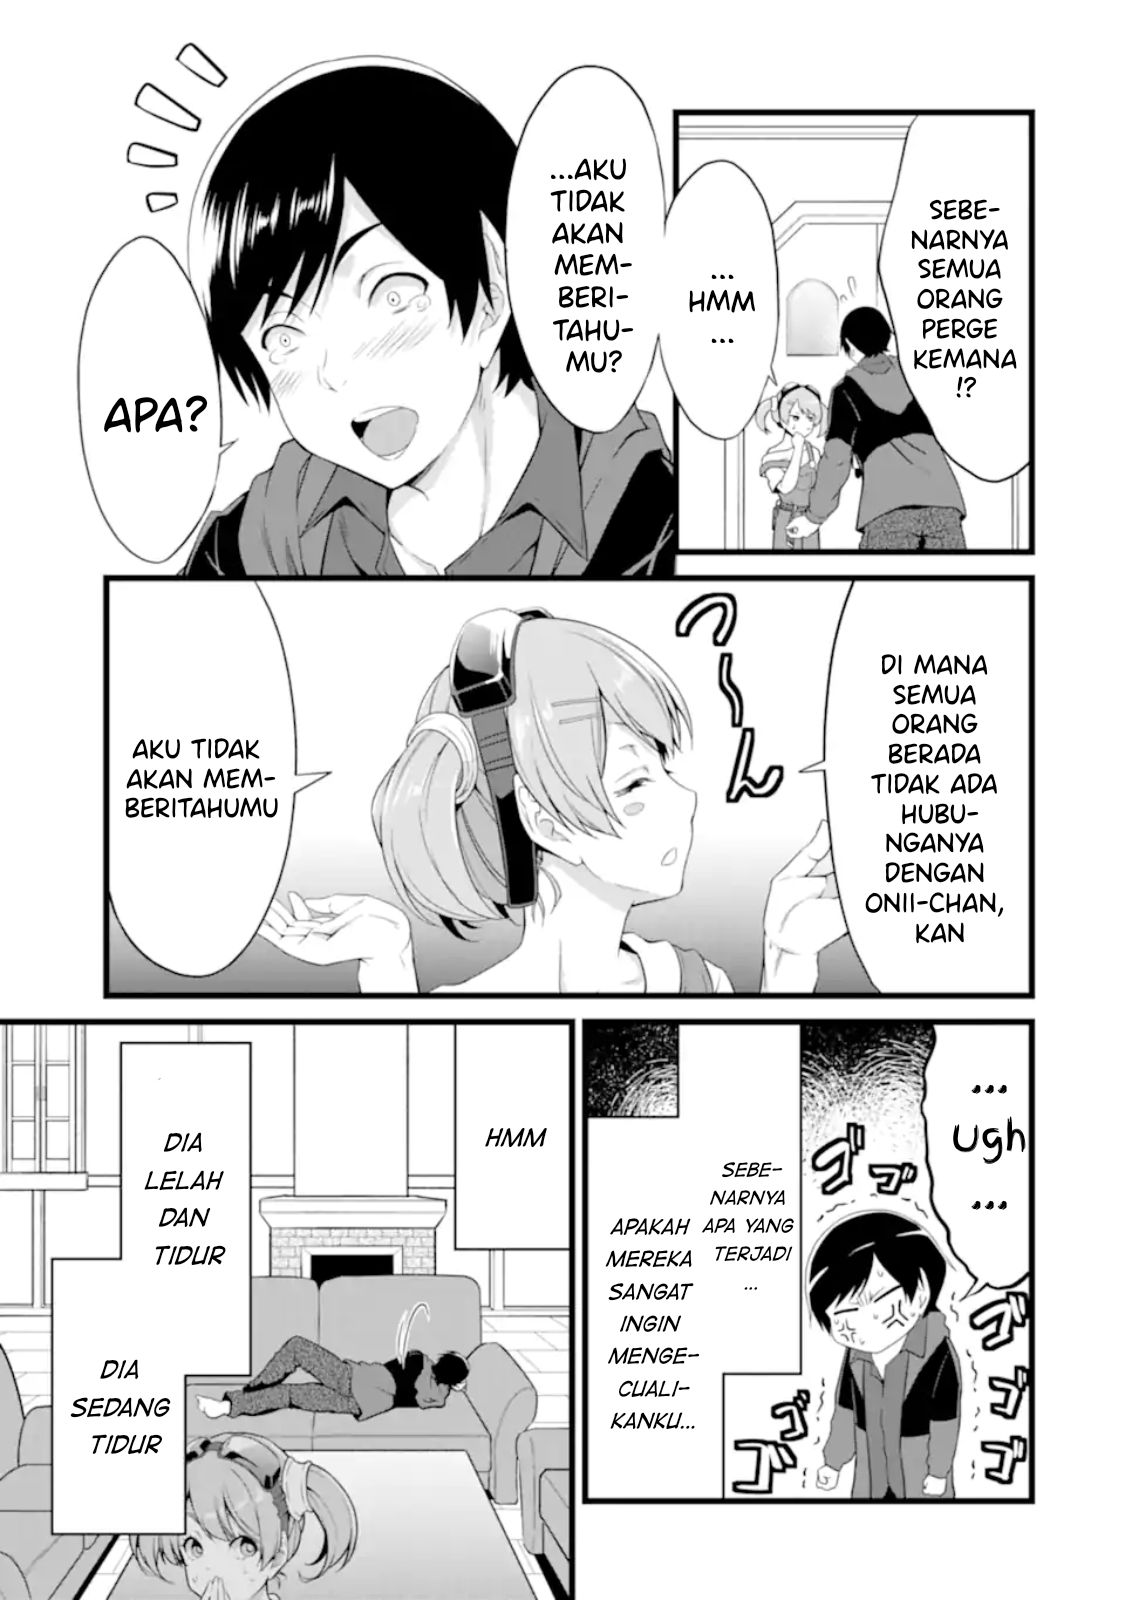 SEBE-
NARNYA
SEMUA
ORANG
PERGE
KEMANA
!?
...
HMM
...
...AKU
TIDAK
AKAN
MEM-
BERI-
TAHU-
MU?
APA?
DI MANA
SEMUA
ORANG
BERADA
TIDAK ADA
HUBU-
NGANYA
DENGAN
ONII-CHAN,
KAN
つーん
AKU TIDAK
AKAN MEM-
BERITAHUMU
...
Ugh
...
ゴゴゴゴゴゴ
SEBE-
NARNYA
APA YANG
TERJADI
...
APAKAH
MEREKA
SANGAT
INGIN
MENGE-
CUALI-
KANKU...
HMM
DIA
LELAH
DAN
TIDUR
DIA
SEDANG
TIDUR